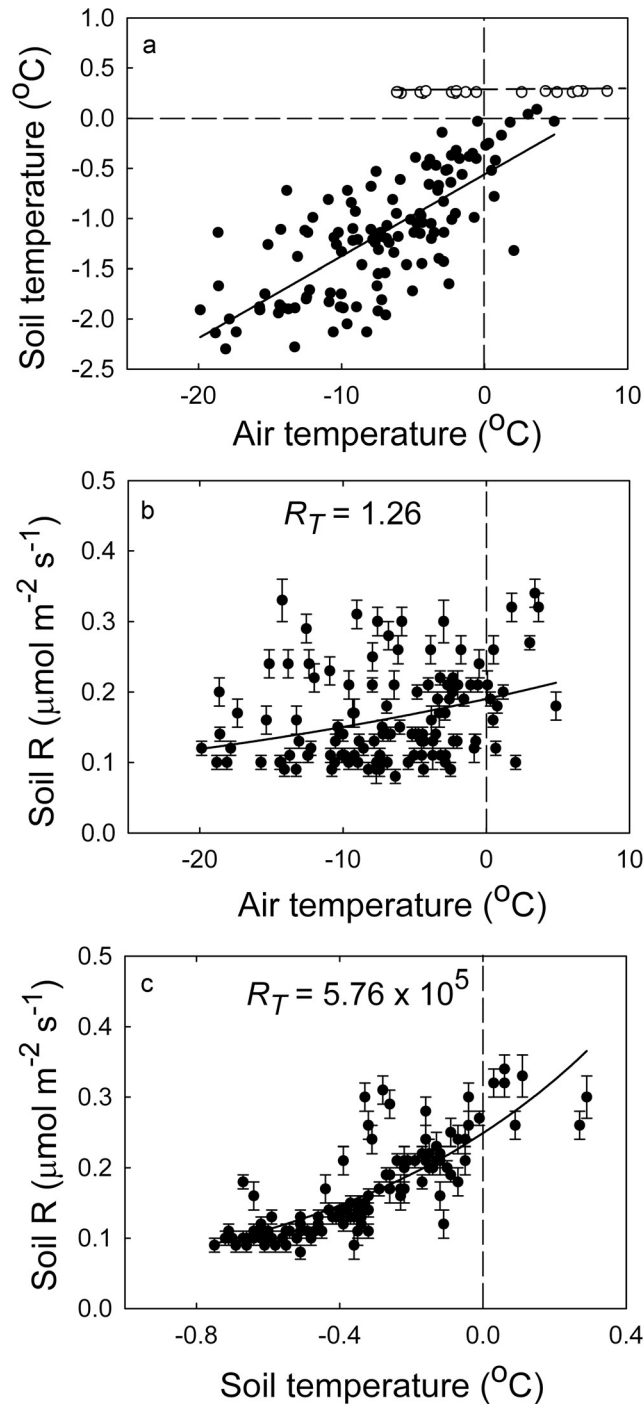 a
1.0
0.5
0.0
-0.5
-1.0
-1.5
-2.0
-2.5
Soil temperature (°C)
-20 -10 0 10
Air temperature (°C)
b
R_T = 1.26
0.5
0.4
0.3
0.2
0.1
0.0
Soil R (μmol m⁻² s⁻¹)
-20 -10 0 10
Air temperature (°C)
c
R_T = 5.76 x 10⁵
0.5
0.4
0.3
0.2
0.1
0.0
Soil R (μmol m⁻² s⁻¹)
-0.8 -0.4 0.0 0.4
Soil temperature (°C)